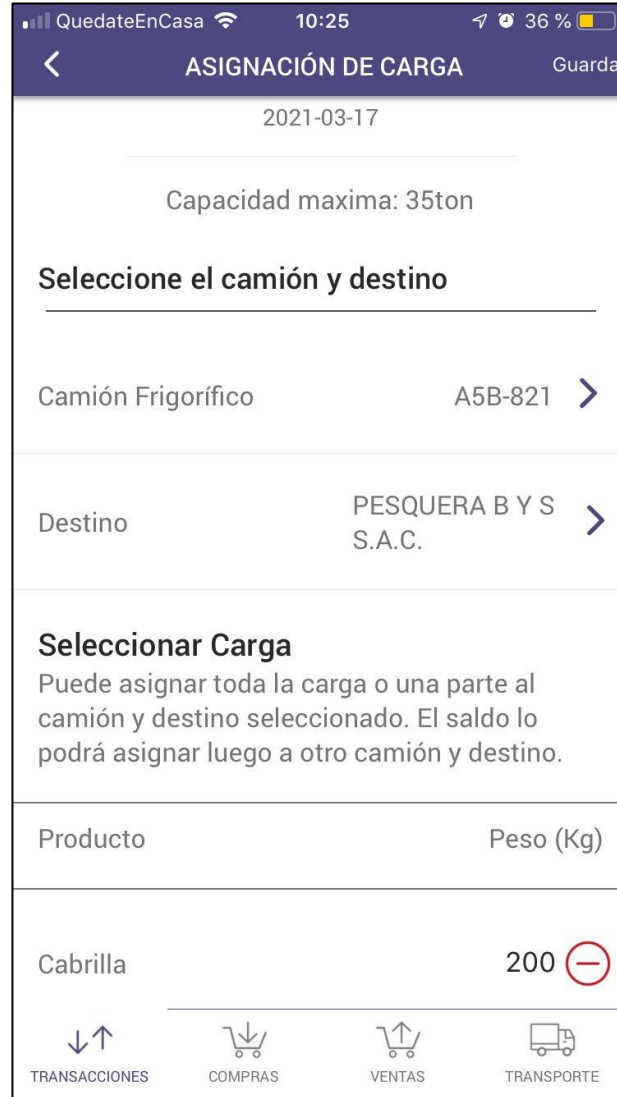 QuedateEnCasa 10:25 36 %
ASIGNACIÓN DE CARGA Guarda
2021-03-17
Capacidad maxima: 35ton
Seleccione el camión y destino
Camión Frigorífico A5B-821
Destino PESQUERA B Y S
S.A.C.
Seleccionar Carga
Puede asignar toda la carga o una parte al
camión y destino seleccionado. El saldo lo
podrá asignar luego a otro camión y destino.
Producto Peso (Kg)
Cabrilla 200
TRANSACCIONES COMPRAS VENTAS TRANSPORTE